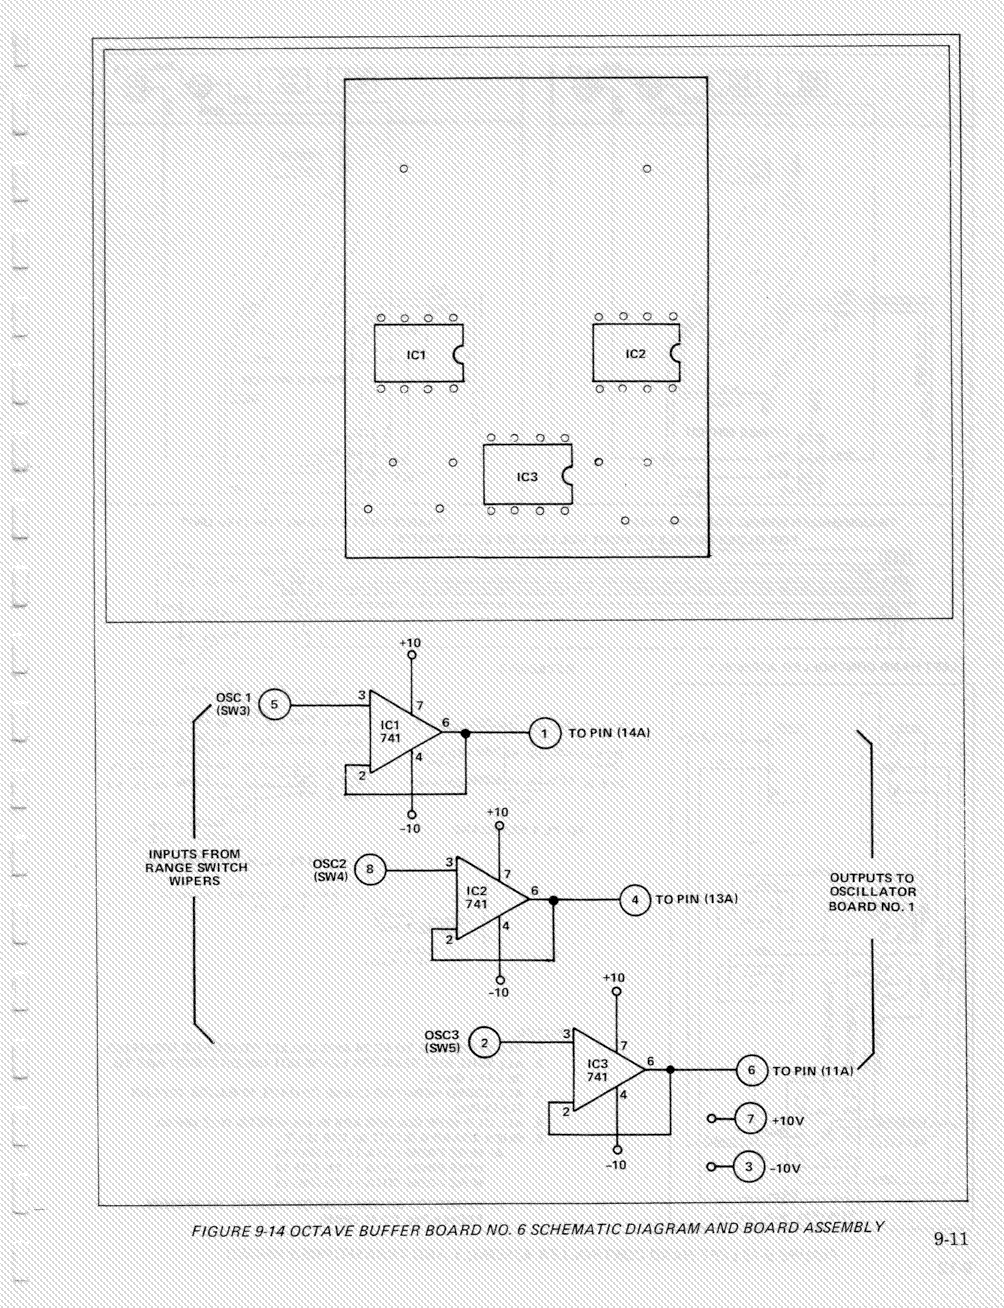 IC1
IC2
IC3
+10
OSC 1
(SW3)
5
3
7
IC1
741
6
1
TO PIN (14A)
2
4
-10
+10
INPUTS FROM
RANGE SWITCH
WIPERS
OSC2
(SW4)
8
3
7
IC2
741
6
4
TO PIN (13A)
2
4
-10
OUTPUTS TO
OSCILLATOR
BOARD NO. 1
+10
OSC3
(SW5)
2
3
7
IC3
741
6
6
TO PIN (11A)
2
4
-10
7
+10V
3
-10V
FIGURE 9-14 OCTAVE BUFFER BOARD NO. 6 SCHEMATIC DIAGRAM AND BOARD ASSEMBLY
9-11